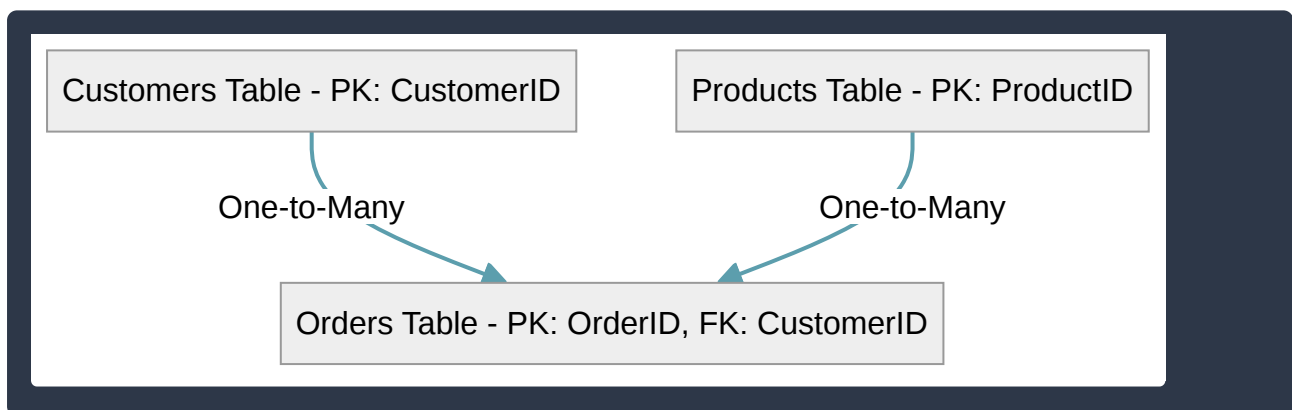 Customers Table - PK: CustomerID
Products Table - PK: ProductID
One-to-Many
One-to-Many
Orders Table - PK: OrderID, FK: CustomerID